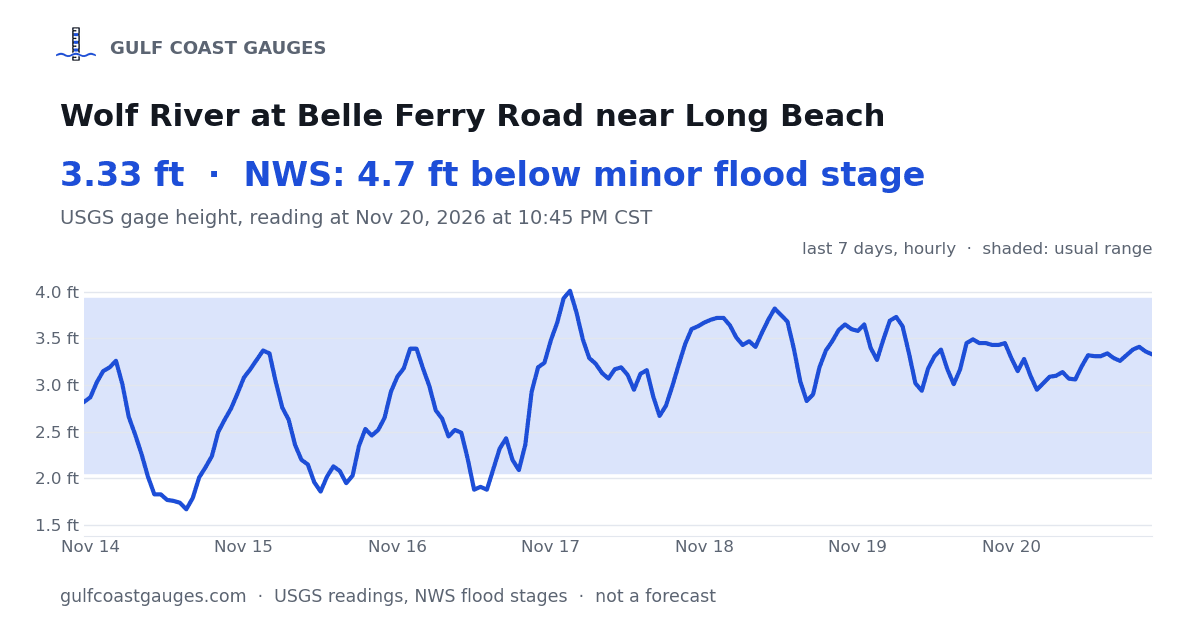 GULF COAST GAUGES
Wolf River at Belle Ferry Road near Long Beach
3.33 ft · NWS: 4.7 ft below minor flood stage
USGS gage height, reading at Nov 20, 2026 at 10:45 PM CST
last 7 days, hourly · shaded: usual range
4.0 ft
3.5 ft
3.0 ft
2.5 ft
2.0 ft
1.5 ft
Nov 14 Nov 15 Nov 16 Nov 17 Nov 18 Nov 19 Nov 20
gulfcoastgauges.com · USGS readings, NWS flood stages · not a forecast